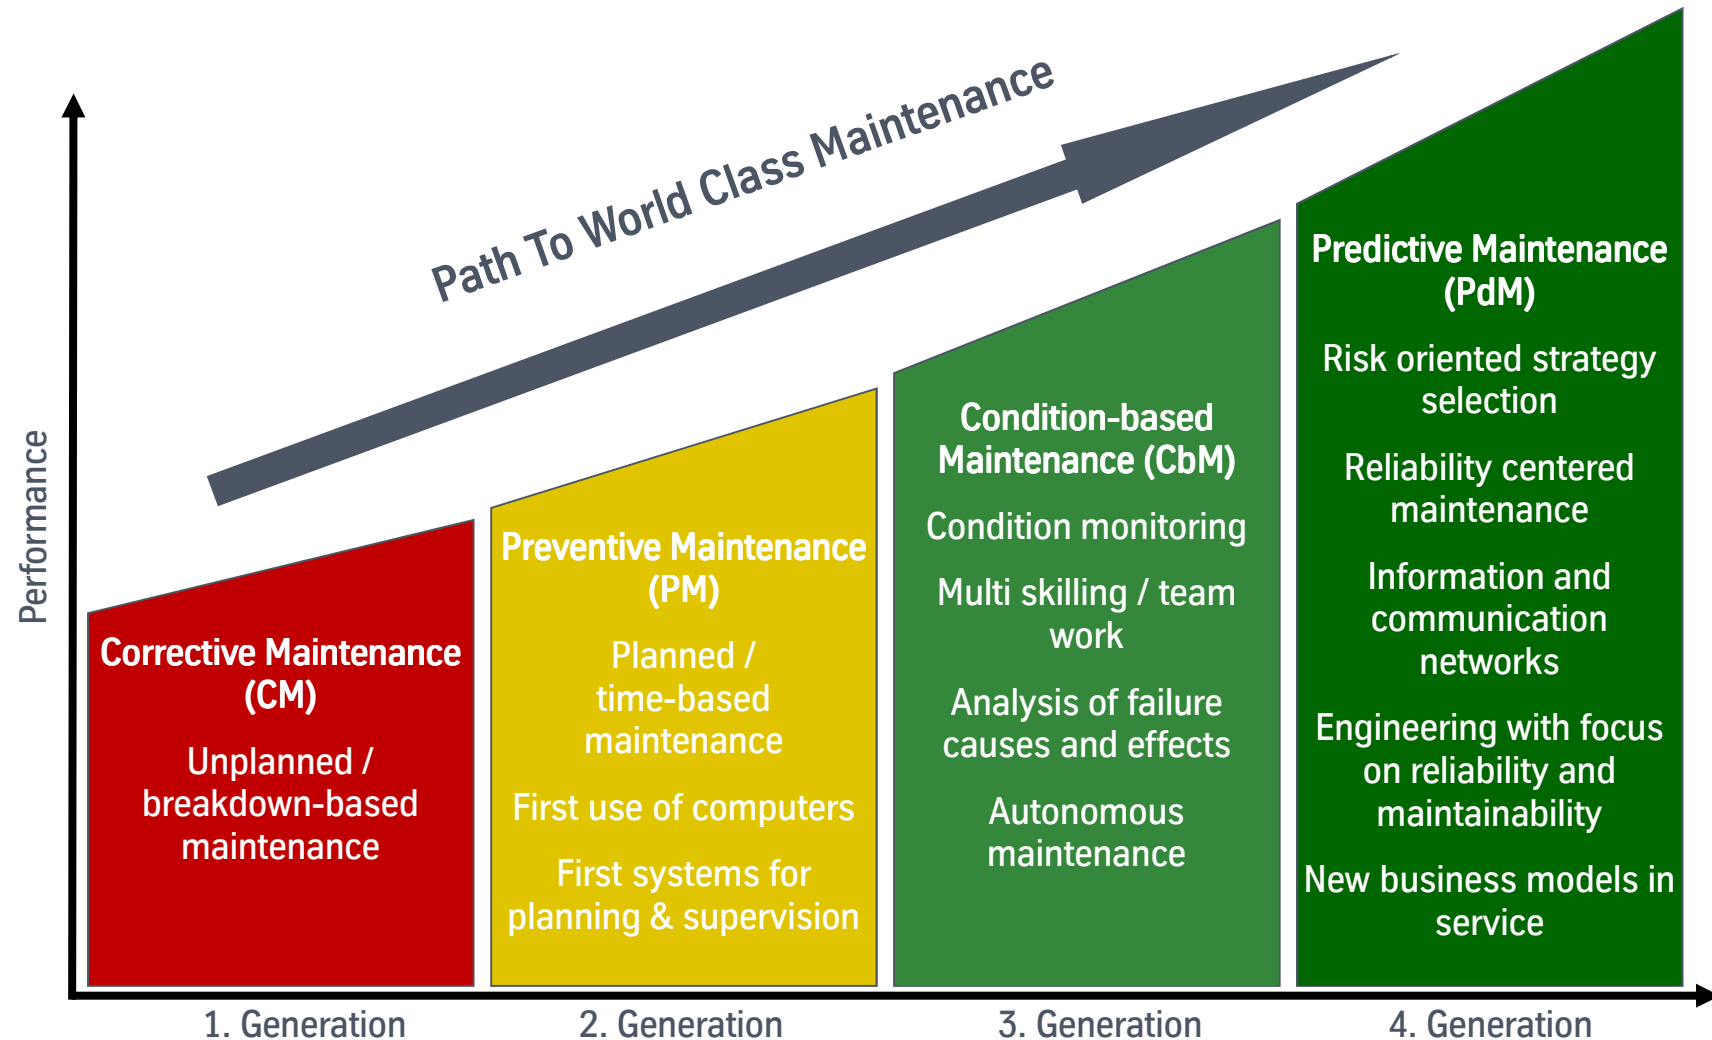 Path To World Class Maintenance
Performance
Corrective Maintenance
(CM)
Unplanned /
breakdown-based
maintenance
Preventive Maintenance
(PM)
Planned /
time-based
maintenance
First use of computers
First systems for
planning & supervision
Condition-based
Maintenance (CbM)
Condition monitoring
Multi skilling / team
work
Analysis of failure
causes and effects
Autonomous
maintenance
Predictive Maintenance
(PdM)
Risk oriented strategy
selection
Reliability centered
maintenance
Information and
communication
networks
Engineering with focus
on reliability and
maintainability
New business models in
service
1. Generation
2. Generation
3. Generation
4. Generation